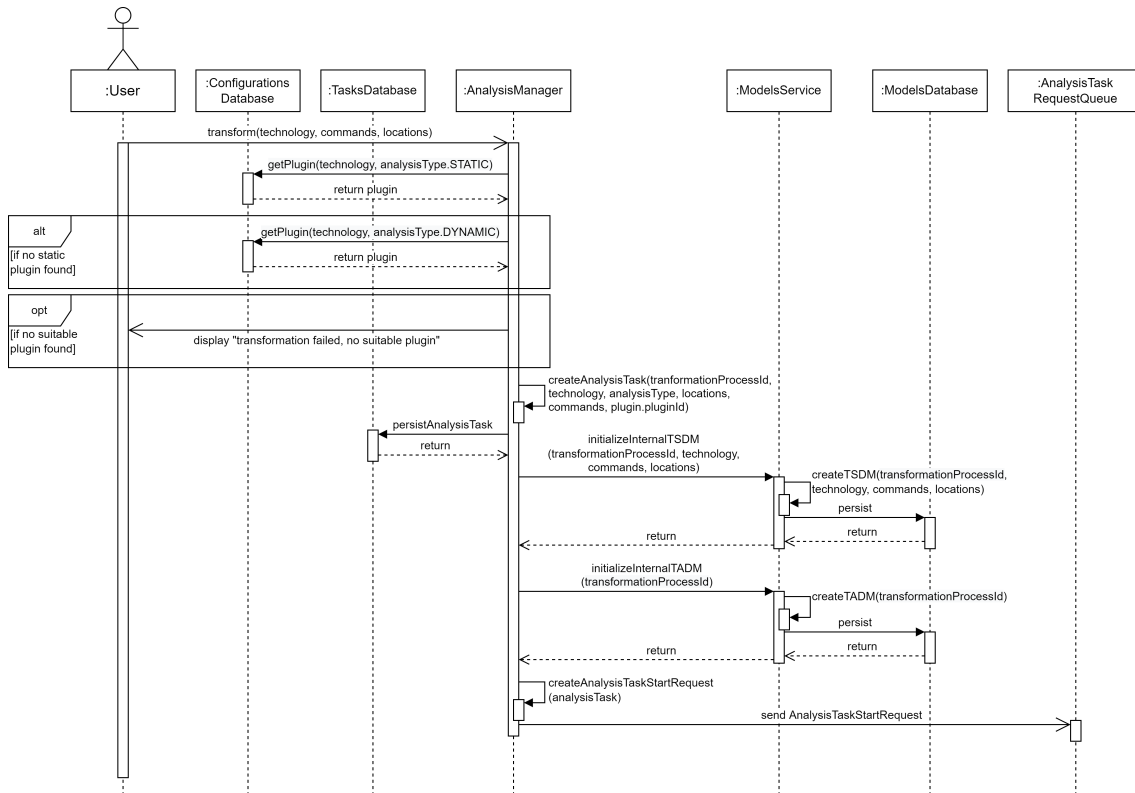 :User
:Configurations
Database
:TasksDatabase
:AnalysisManager
:ModelsService
:ModelsDatabase
:AnalysisTask
RequestQueue
transform(technology, commands, locations)
getPlugin(technology, analysisType.STATIC)
return plugin
alt
[if no static
plugin found]
getPlugin(technology, analysisType.DYNAMIC)
return plugin
opt
[if no suitable
plugin found]
display "transformation failed, no suitable plugin"
createAnalysisTask(tranformationProcessId,
technology, analysisType, locations,
commands, plugin.pluginId)
persistAnalysisTask
return
initializeInternalTSDM
(transformationProcessId, technology,
commands, locations)
createTSDM(transformationProcessId,
technology, commands, locations)
persist
return
return
initializeInternalTADM
(transformationProcessId)
createTADM(transformationProcessId)
persist
return
return
createAnalysisTaskStartRequest
(analysisTask)
send AnalysisTaskStartRequest